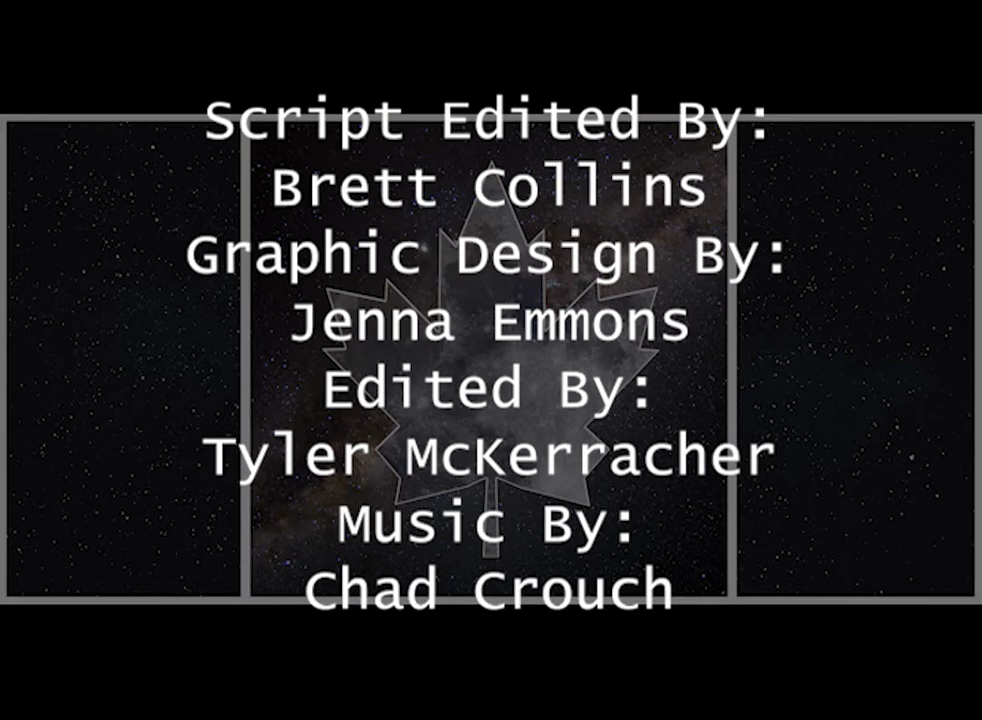 Script Edited By:
Brett Collins
Graphic Design By:
Jenna Emmons
Edited By:
Tyler McKerracher
Music By:
Chad Crouch